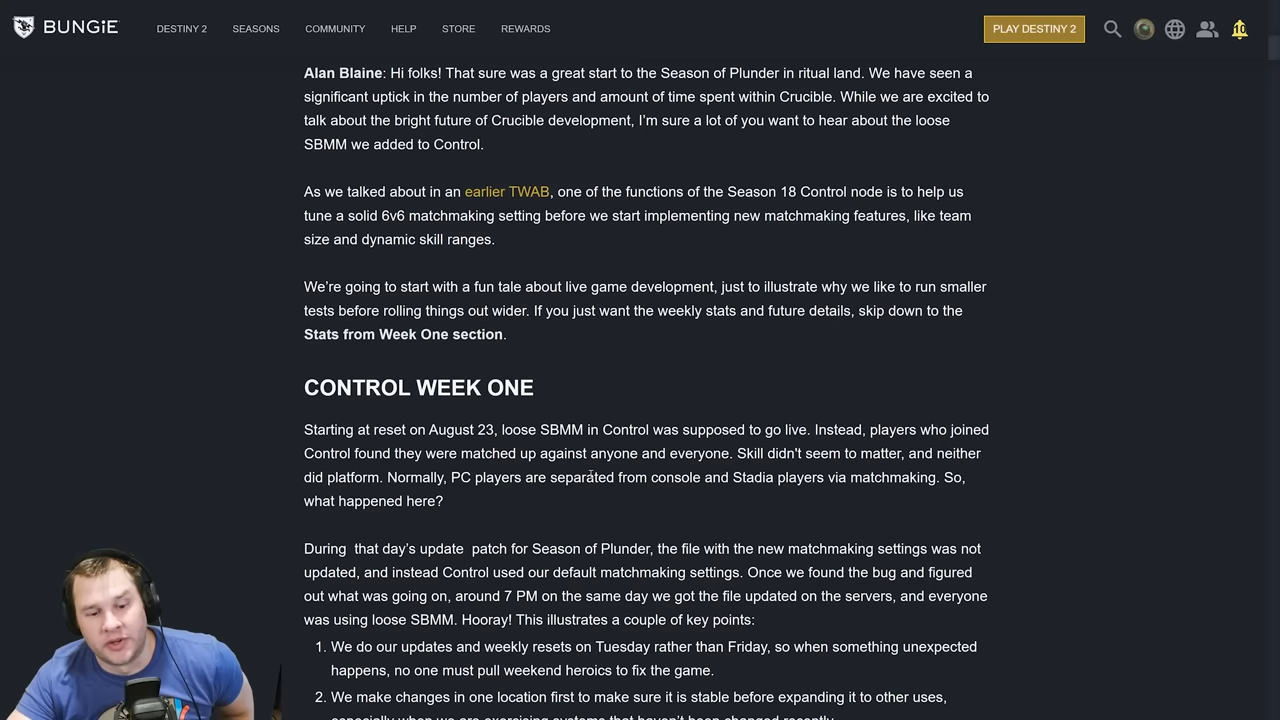 BUNGiE DESTINY 2 SEASONS COMMUNITY HELP STORE REWARDS PLAY DESTINY 2 10
Alan Blaine: Hi folks! That sure was a great start to the Season of Plunder in ritual land. We have seen a
significant uptick in the number of players and amount of time spent within Crucible. While we are excited to
talk about the bright future of Crucible development, I’m sure a lot of you want to hear about the loose
SBMM we added to Control.
As we talked about in an earlier TWAB, one of the functions of the Season 18 Control node is to help us
tune a solid 6v6 matchmaking setting before we start implementing new matchmaking features, like team
size and dynamic skill ranges.
We’re going to start with a fun tale about live game development, just to illustrate why we like to run smaller
tests before rolling things out wider. If you just want the weekly stats and future details, skip down to the
Stats from Week One section.
CONTROL WEEK ONE
Starting at reset on August 23, loose SBMM in Control was supposed to go live. Instead, players who joined
Control found they were matched up against anyone and everyone. Skill didn't seem to matter, and neither
did platform. Normally, PC players are separated from console and Stadia players via matchmaking. So,
what happened here?
During that day’s update patch for Season of Plunder, the file with the new matchmaking settings was not
updated, and instead Control used our default matchmaking settings. Once we found the bug and figured
out what was going on, around 7 PM on the same day we got the file updated on the servers, and everyone
was using loose SBMM. Hooray! This illustrates a couple of key points:
1. We do our updates and weekly resets on Tuesday rather than Friday, so when something unexpected
happens, no one must pull weekend heroics to fix the game.
2. We make changes in one location first to make sure it is stable before expanding it to other uses,
especially when we are exercising systems that haven’t been changed recently.